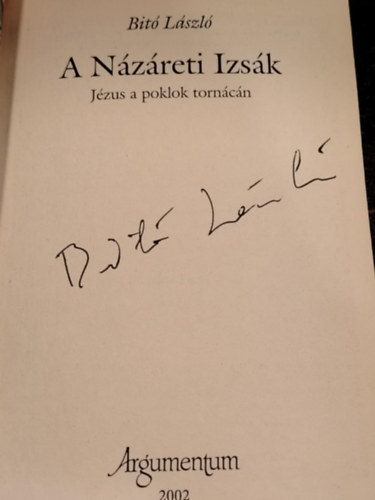 Bitó László
A Názáreti Izsák
Jézus a poklok tornácán
Bitó László
Argumentum
2002